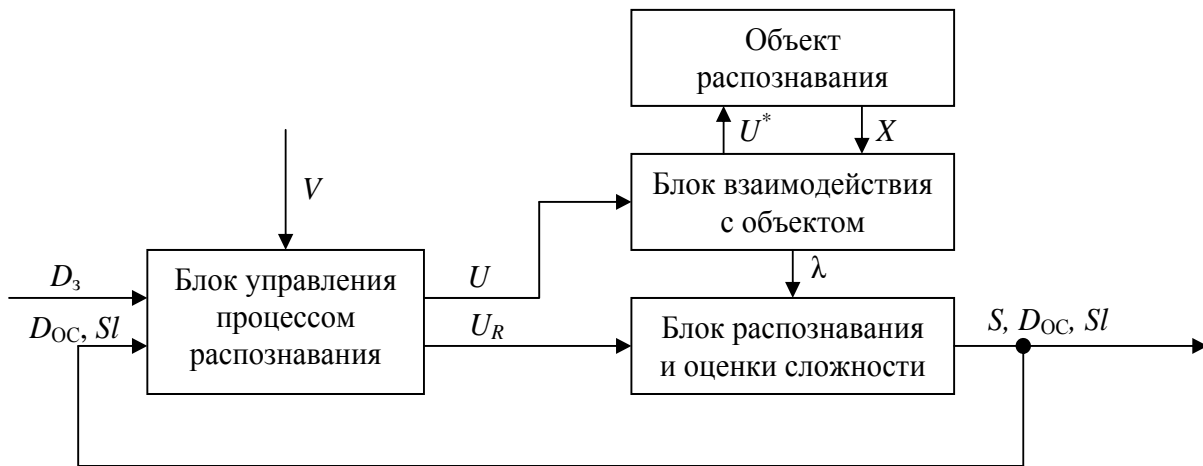 Объект
распознавания
U* X
Блок взаимодействия
с объектом
V
λ
Dз
Блок управления
процессом
распознавания
U
DОС, Sl
UR
Блок распознавания
и оценки сложности
S, DОС, Sl